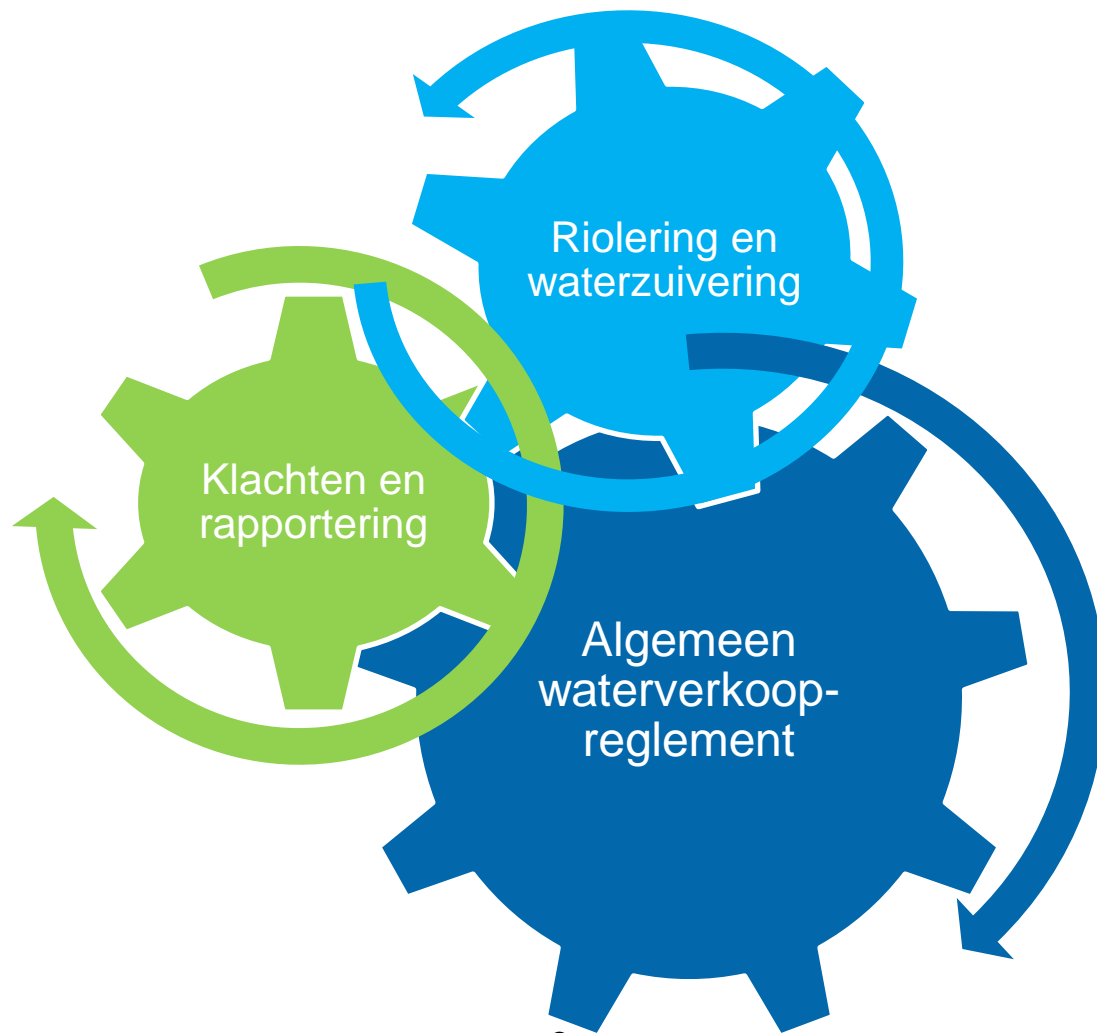 Riolering en
waterzuivering
Klachten en
rapportering
Algemeen
waterverkoop-
reglement